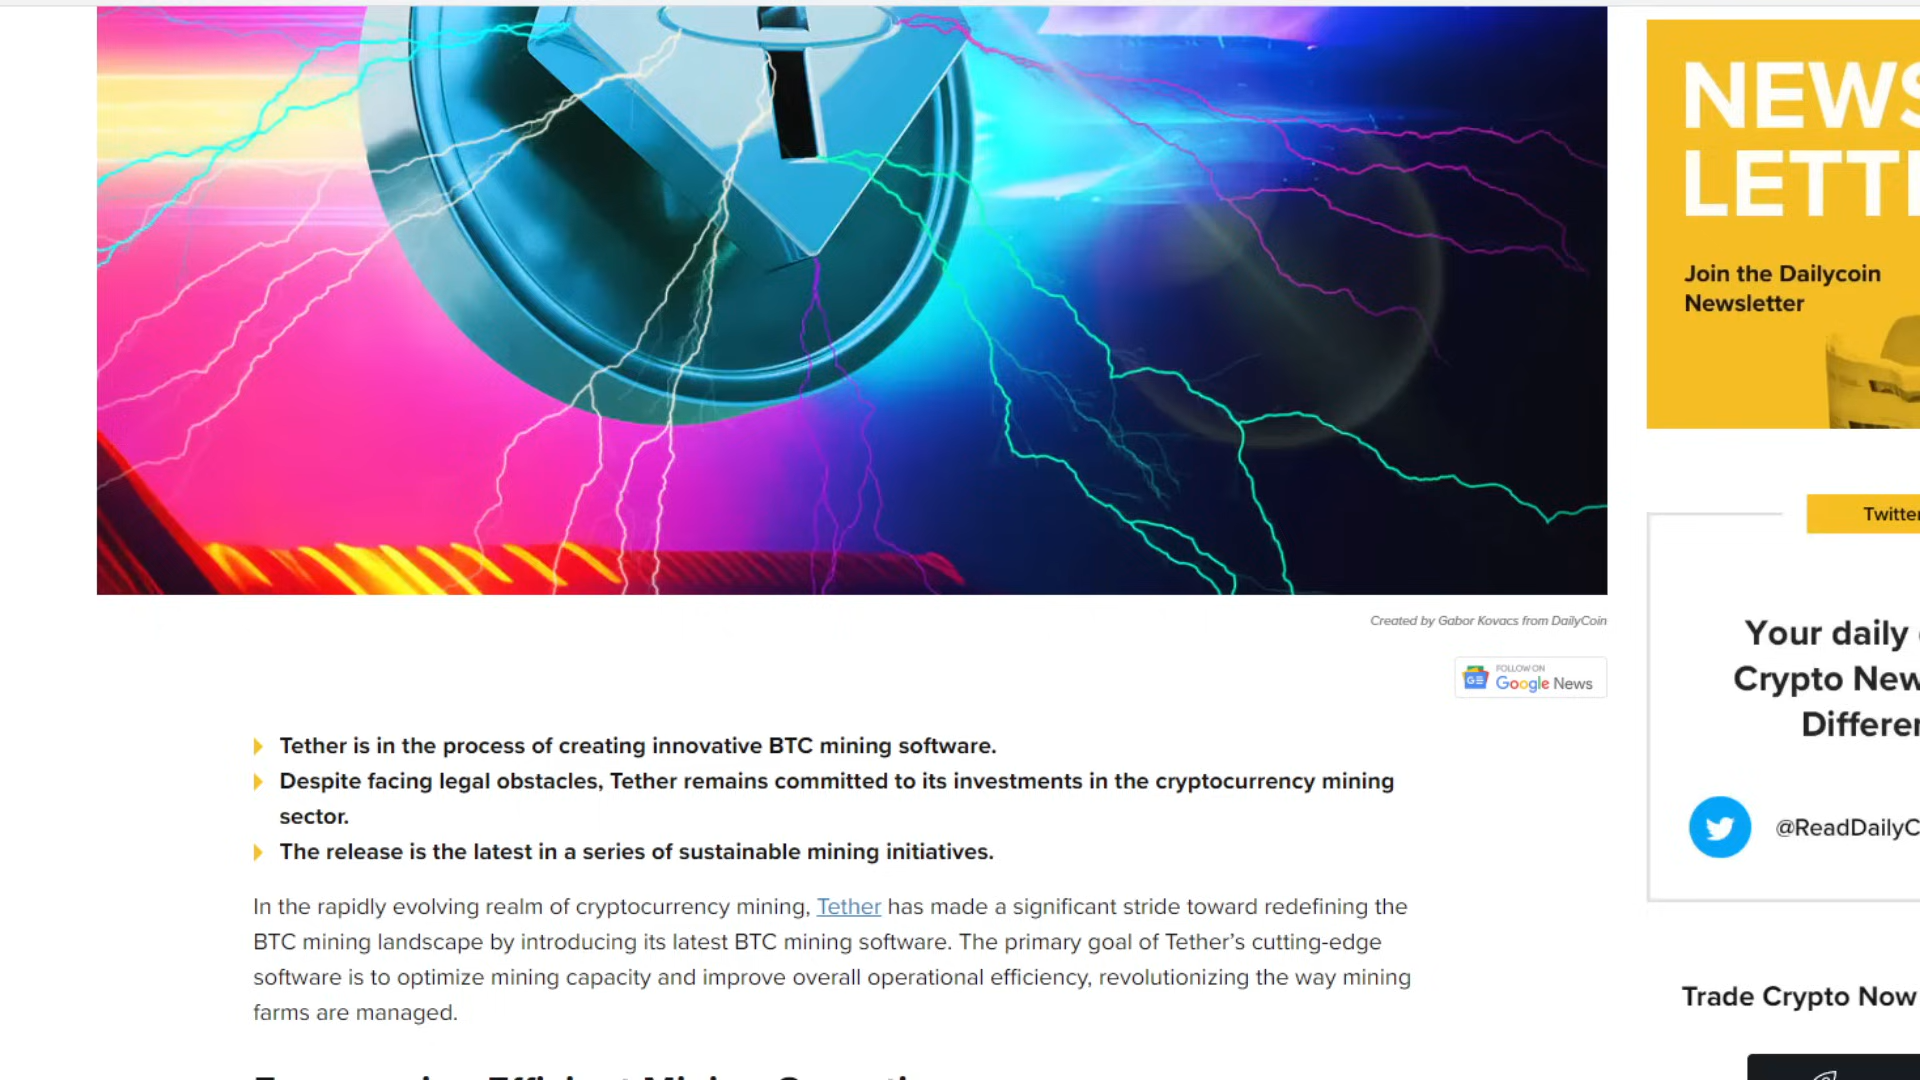 Created by Gabor Kovacs from DailyCoin
FOLLOW ON
Google News
Tether is in the process of creating innovative BTC mining software.
Despite facing legal obstacles, Tether remains committed to its investments in the cryptocurrency mining
sector.
The release is the latest in a series of sustainable mining initiatives.
In the rapidly evolving realm of cryptocurrency mining, Tether has made a significant stride toward redefining the
BTC mining landscape by introducing its latest BTC mining software. The primary goal of Tether’s cutting-edge
software is to optimize mining capacity and improve overall operational efficiency, revolutionizing the way mining
farms are managed.
NEWS
LETT
Join the Dailycoin
Newsletter
Twitter
Your daily
Crypto New
Differen
@ReadDailyC
Trade Crypto Now